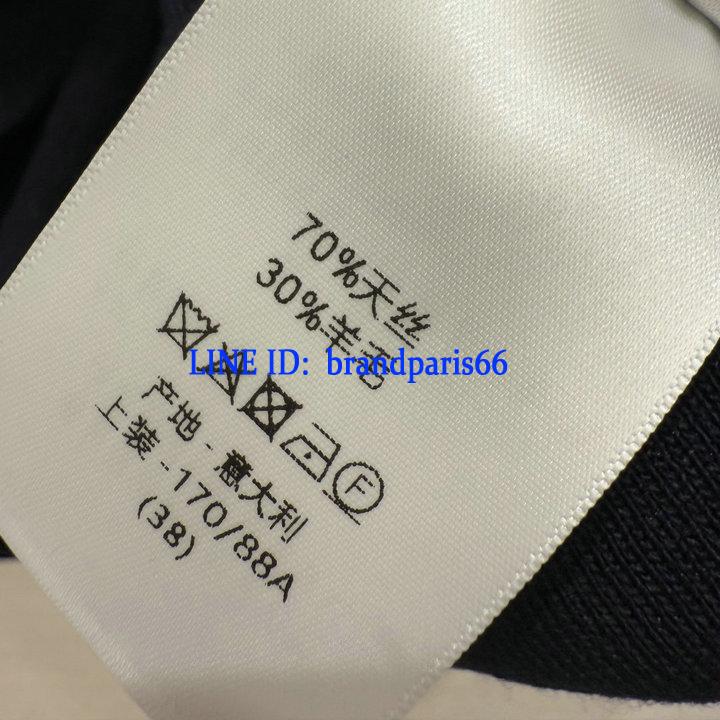 70%天丝
30%羊毛
LINE ID: brandparis66
F
产地-意大利
上装-170/88A
(38)